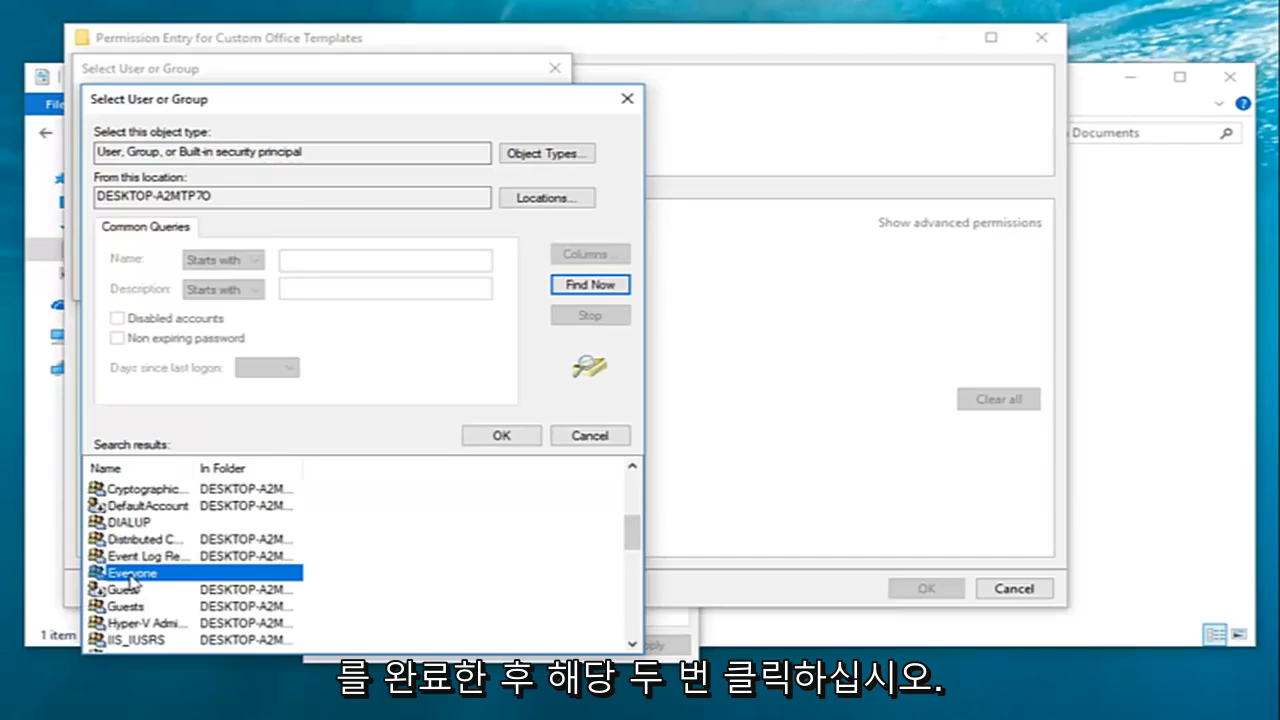 Permission Entry for Custom Office Templates
Select User or Group
Select User or Group
File
Select this object type:
User, Group, or Built-in security principal
Object Types...
Documents
From this location:
DESKTOP-A2MTP7O
Locations...
Common Queries
Show advanced permissions
Name:
Starts with
Columns...
Description:
Starts with
Find Now
Disabled accounts
Stop
Non expiring password
Days since last logon:
Clear all
OK
Cancel
Search results:
Name
In Folder
Cryptographic...
DESKTOP-A2M...
DefaultAccount
DESKTOP-A2M...
DIALUP
Distributed C...
DESKTOP-A2M...
Event Log Re...
DESKTOP-A2M...
Everyone
Guest
DESKTOP-A2M...
OK
Cancel
Guests
DESKTOP-A2M...
Hyper-V Admi...
DESKTOP-A2M...
IIS_IUSRS
DESKTOP-A2M...
1 item
를 완료한 후 해당 두 번 클릭하십시오.